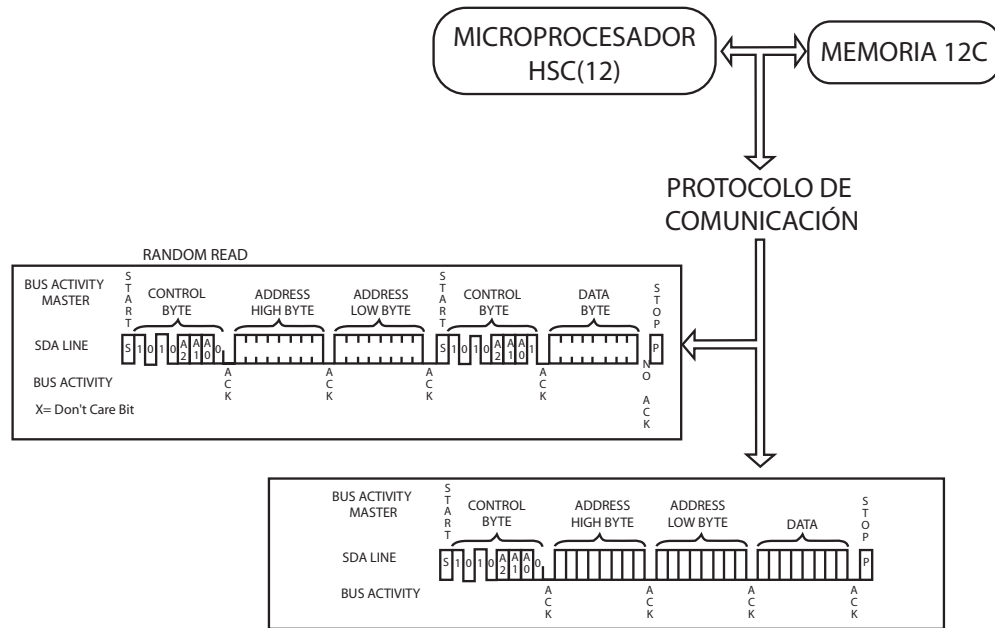 MICROPROCESADOR
HSC(12)
MEMORIA 12C
PROTOCOLO DE
COMUNICACIÓN
RANDOM READ
BUS ACTIVITY
MASTER
START
CONTROL
BYTE
ADDRESS
HIGH BYTE
ADDRESS
LOW BYTE
START
CONTROL
BYTE
DATA
BYTE
STOP
SDA LINE
S 1 0 1 0 A2 A1 A0 0
S 1 0 1 0 A2 A1 A0 1
P
BUS ACTIVITY
ACK
ACK
ACK
ACK
NO ACK
X= Don't Care Bit
BUS ACTIVITY
MASTER
START
CONTROL
BYTE
ADDRESS
HIGH BYTE
ADDRESS
LOW BYTE
DATA
STOP
SDA LINE
S 1 0 1 0 A2 A1 A0 0
P
BUS ACTIVITY
ACK
ACK
ACK
ACK